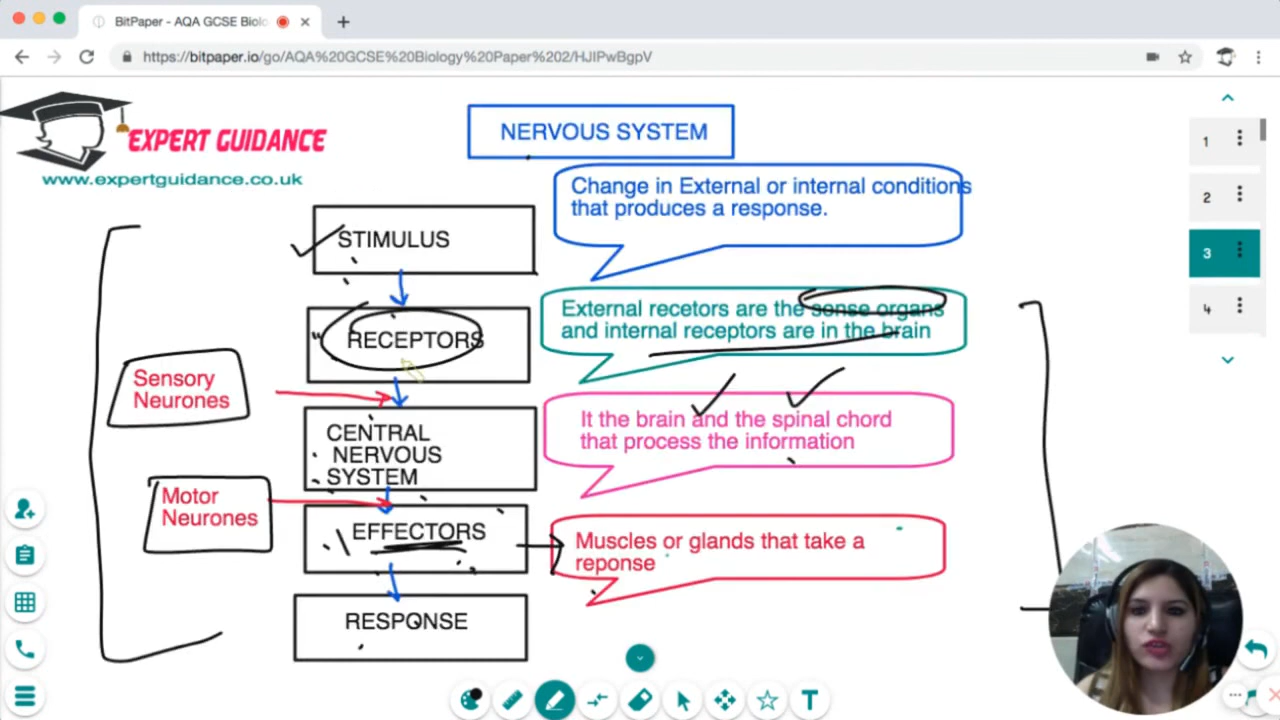 BitPaper - AQA GCSE Biolo
https://bitpaper.io/go/AQA%20GCSE%20Biology%20Paper%202/HJIPwBgpV
EXPERT GUIDANCE
www.expertguidance.co.uk
NERVOUS SYSTEM
Change in External or internal conditions
that produces a response.
STIMULUS
External recetors are the sense organs
and internal receptors are in the brain
RECEPTORS
Sensory
Neurones
It the brain and the spinal chord
that process the information
CENTRAL
NERVOUS
SYSTEM
Motor
Neurones
EFFECTORS
Muscles or glands that take a
reponse
RESPONSE
1
2
3
4
T